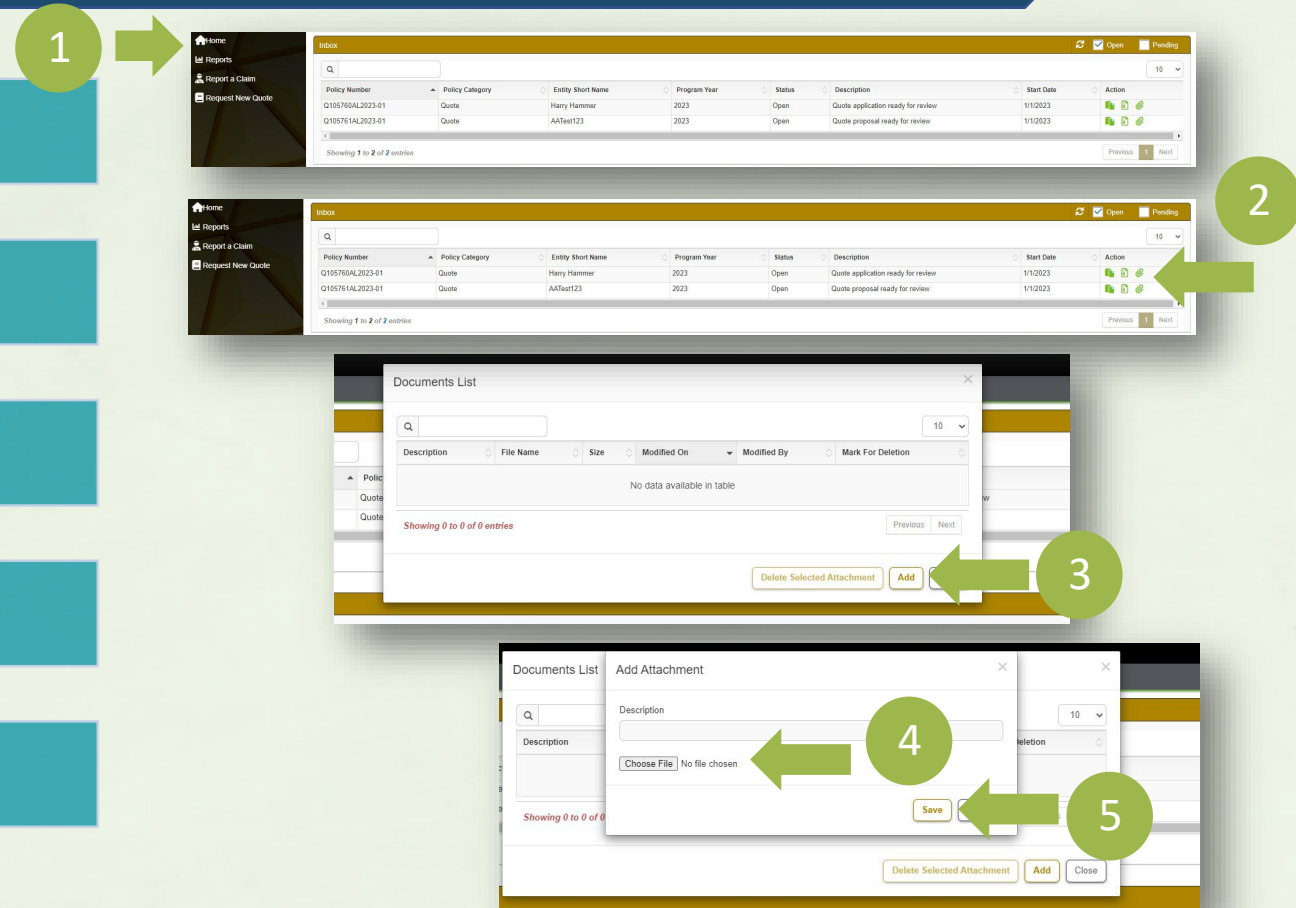 1
Home
Reports
Report a Claim
Request New Quote
Inbox Open Pending
10
Policy Number Policy Category Entity Short Name Program Year Status Description Start Date Action
Q105760AL2023-01 Quote Harry Hammer 2023 Open Quote application ready for review 1/1/2023
Q105761AL2023-01 Quote AATest123 2023 Open Quote proposal ready for review 1/1/2023
Showing 1 to 2 of 2 entries Previous 1 Next
2
Home
Reports
Report a Claim
Request New Quote
Inbox Open Pending
10
Policy Number Policy Category Entity Short Name Program Year Status Description Start Date Action
Q105760AL2023-01 Quote Harry Hammer 2023 Open Quote application ready for review 1/1/2023
Q105761AL2023-01 Quote AATest123 2023 Open Quote proposal ready for review 1/1/2023
Showing 1 to 2 of 2 entries Previous 1 Next
Documents List
10
Description File Name Size Modified On Modified By Mark For Deletion
No data available in table
Quote
Quote
Showing 0 to 0 of 0 entries Previous Next
Delete Selected Attachment Add
3
Documents List Add Attachment
Description
10
Description
Choose File No file chosen
4
Save
5
Showing 0 to 0 of 0
Delete Selected Attachment Add Close